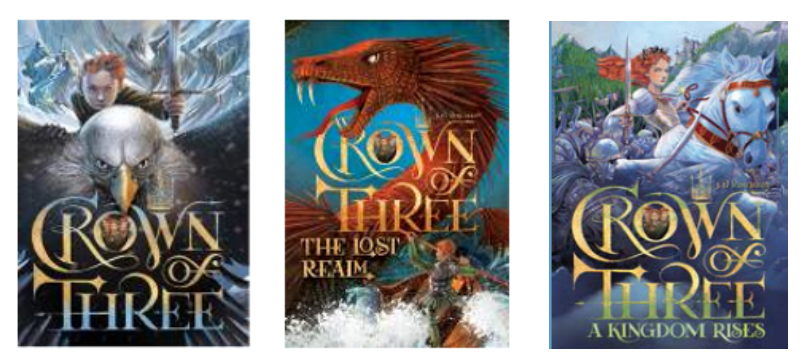 CROWN
OF
THREE
CROWN
OF
THREE
THE LOST
REALM
CROWN
OF
THREE
A KINGDOM RISES